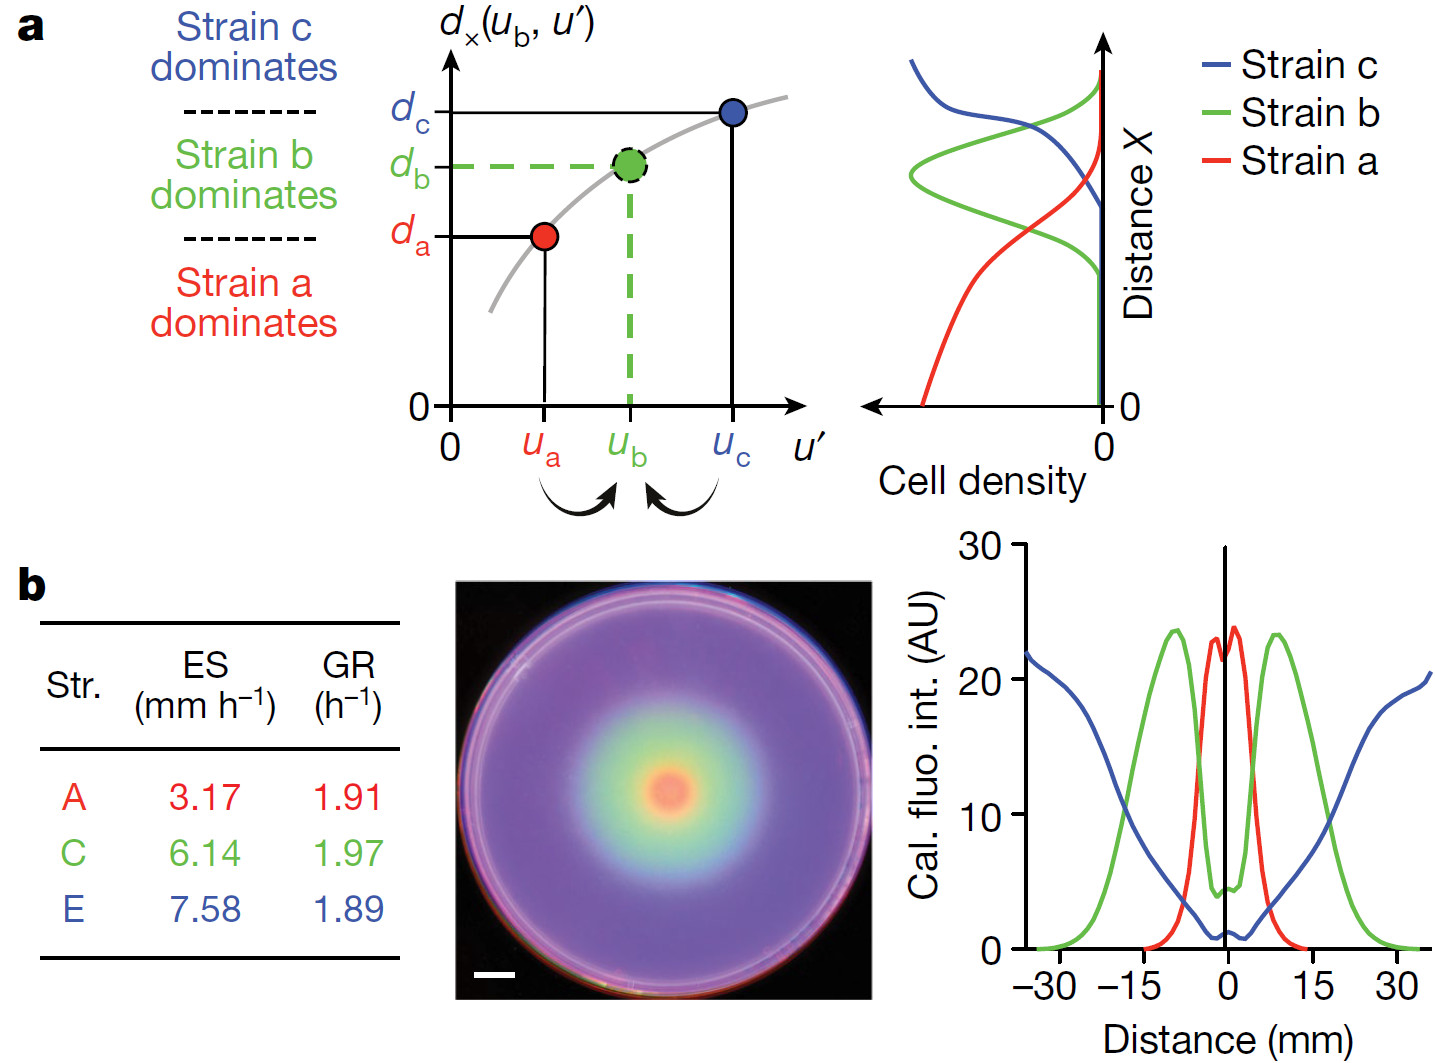 a
Strain c
dominates
Strain b
dominates
Strain a
dominates
d×(ub, u′)
dc
db
da
0
0
ua
ub
uc
u′
Distance X
0
0
Cell density
Strain c
Strain b
Strain a
b
Str.
ES
(mm h–1)
GR
(h–1)
A 3.17 1.91
C 6.14 1.97
E 7.58 1.89
Cal. fluo. int. (AU)
30
20
10
0
–30 –15 0 15 30
Distance (mm)